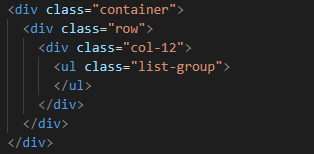 <div class="container">
<div class="row">
<div class="col-12">
<ul class="list-group">
</ul>
</div>
</div>
</div>